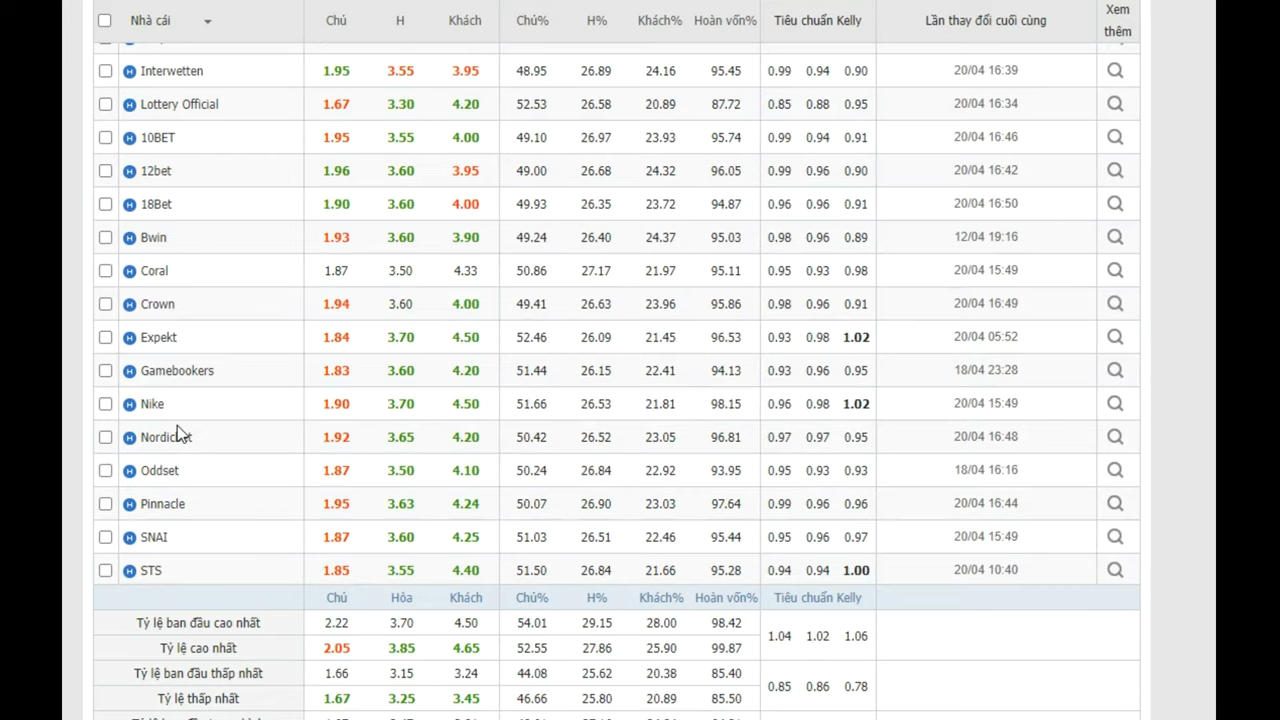 Nhà cái Chủ H Khách Chủ% H% Khách% Hoàn vốn% Tiêu chuẩn Kelly Lần thay đổi cuối cùng Xem thêm
Interwetten 1.95 3.55 3.95 48.95 26.89 24.16 95.45 0.99 0.94 0.90 20/04 16:39
Lottery Official 1.67 3.30 4.20 52.53 26.58 20.89 87.72 0.85 0.88 0.95 20/04 16:34
10BET 1.95 3.55 4.00 49.10 26.97 23.93 95.74 0.99 0.94 0.91 20/04 16:46
12bet 1.96 3.60 3.95 49.00 26.68 24.32 96.05 0.99 0.96 0.90 20/04 16:42
18Bet 1.90 3.60 4.00 49.93 26.35 23.72 94.87 0.96 0.96 0.91 20/04 16:50
Bwin 1.93 3.60 3.90 49.24 26.40 24.37 95.03 0.98 0.96 0.89 12/04 19:16
Coral 1.87 3.50 4.33 50.86 27.17 21.97 95.11 0.95 0.93 0.98 20/04 15:49
Crown 1.94 3.60 4.00 49.41 26.63 23.96 95.86 0.98 0.96 0.91 20/04 16:49
Expekt 1.84 3.70 4.50 52.46 26.09 21.45 96.53 0.93 0.98 1.02 20/04 05:52
Gamebookers 1.83 3.60 4.20 51.44 26.15 22.41 94.13 0.93 0.96 0.95 18/04 23:28
Nike 1.90 3.70 4.50 51.66 26.53 21.81 98.15 0.96 0.98 1.02 20/04 15:49
1.92 3.65 4.20 50.42 26.52 23.05 96.81 0.97 0.97 0.95 20/04 16:48
Oddset 1.87 3.50 4.10 50.24 26.84 22.92 93.95 0.95 0.93 0.93 18/04 16:16
Pinnacle 1.95 3.63 4.24 50.07 26.90 23.03 97.64 0.99 0.96 0.96 20/04 16:44
SNAI 1.87 3.60 4.25 51.03 26.51 22.46 95.44 0.95 0.96 0.97 20/04 15:49
STS 1.85 3.55 4.40 51.50 26.84 21.66 95.28 0.94 0.94 1.00 20/04 10:40
Chủ Hòa Khách Chủ% H% Khách% Hoàn vốn% Tiêu chuẩn Kelly
Tỷ lệ ban đầu cao nhất 2.22 3.70 4.50 54.01 29.15 28.00 98.42
1.04 1.02 1.06
Tỷ lệ cao nhất 2.05 3.85 4.65 52.55 27.86 25.90 99.87
Tỷ lệ ban đầu thấp nhất 1.66 3.15 3.24 44.08 25.62 20.38 85.40
0.85 0.86 0.78
Tỷ lệ thấp nhất 1.67 3.25 3.45 46.66 25.80 20.89 85.50